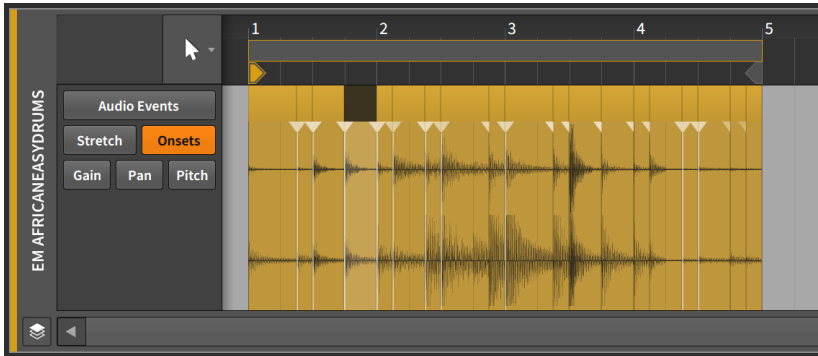 1 2 3 4 5
EM AFRICANEASYDRUMS
Audio Events
Stretch Onsets
Gain Pan Pitch